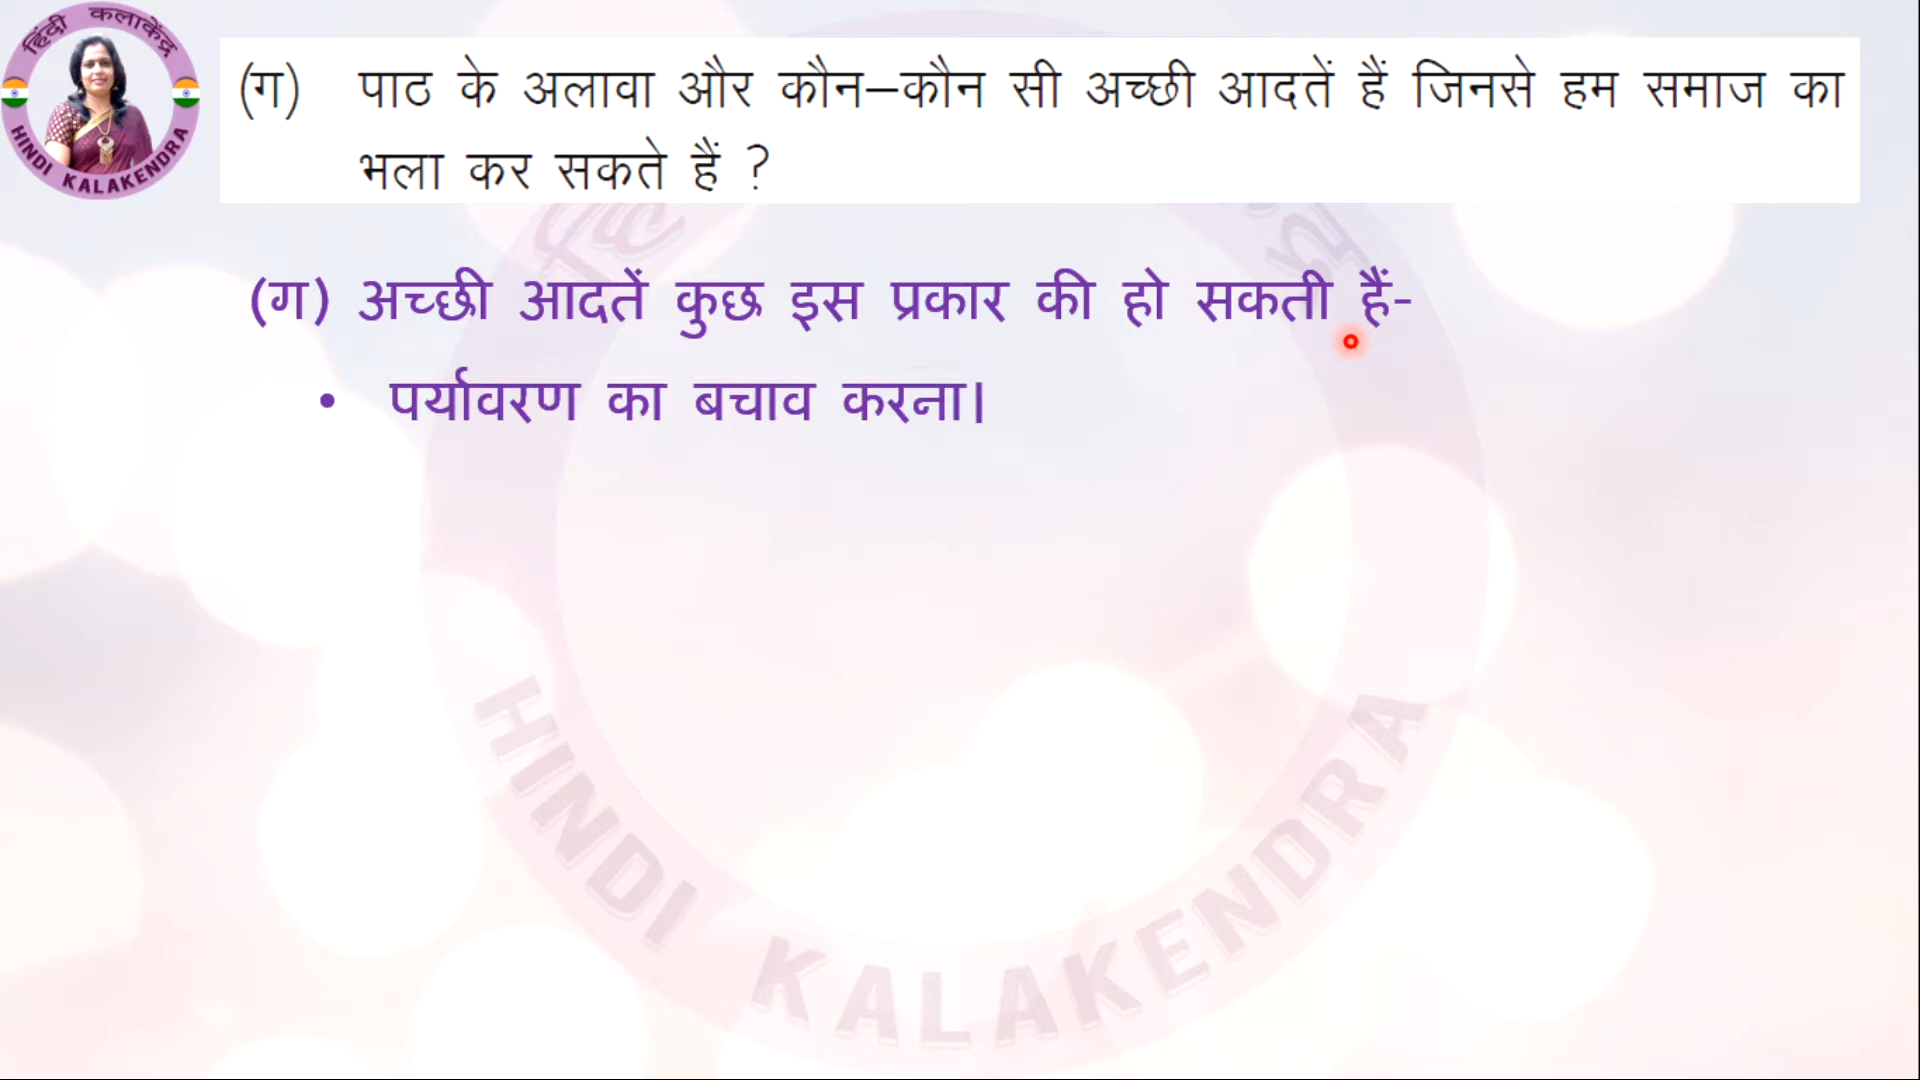 हिंदी कलाकेंद्र
HINDI KALAKENDRA
(ग) पाठ के अलावा और कौन–कौन सी अच्छी आदतें हैं जिनसे हम समाज का
भला कर सकते हैं ?
(ग) अच्छी आदतें कुछ इस प्रकार की हो सकती हैं-
• पर्यावरण का बचाव करना।
HINDI KALAKENDRA